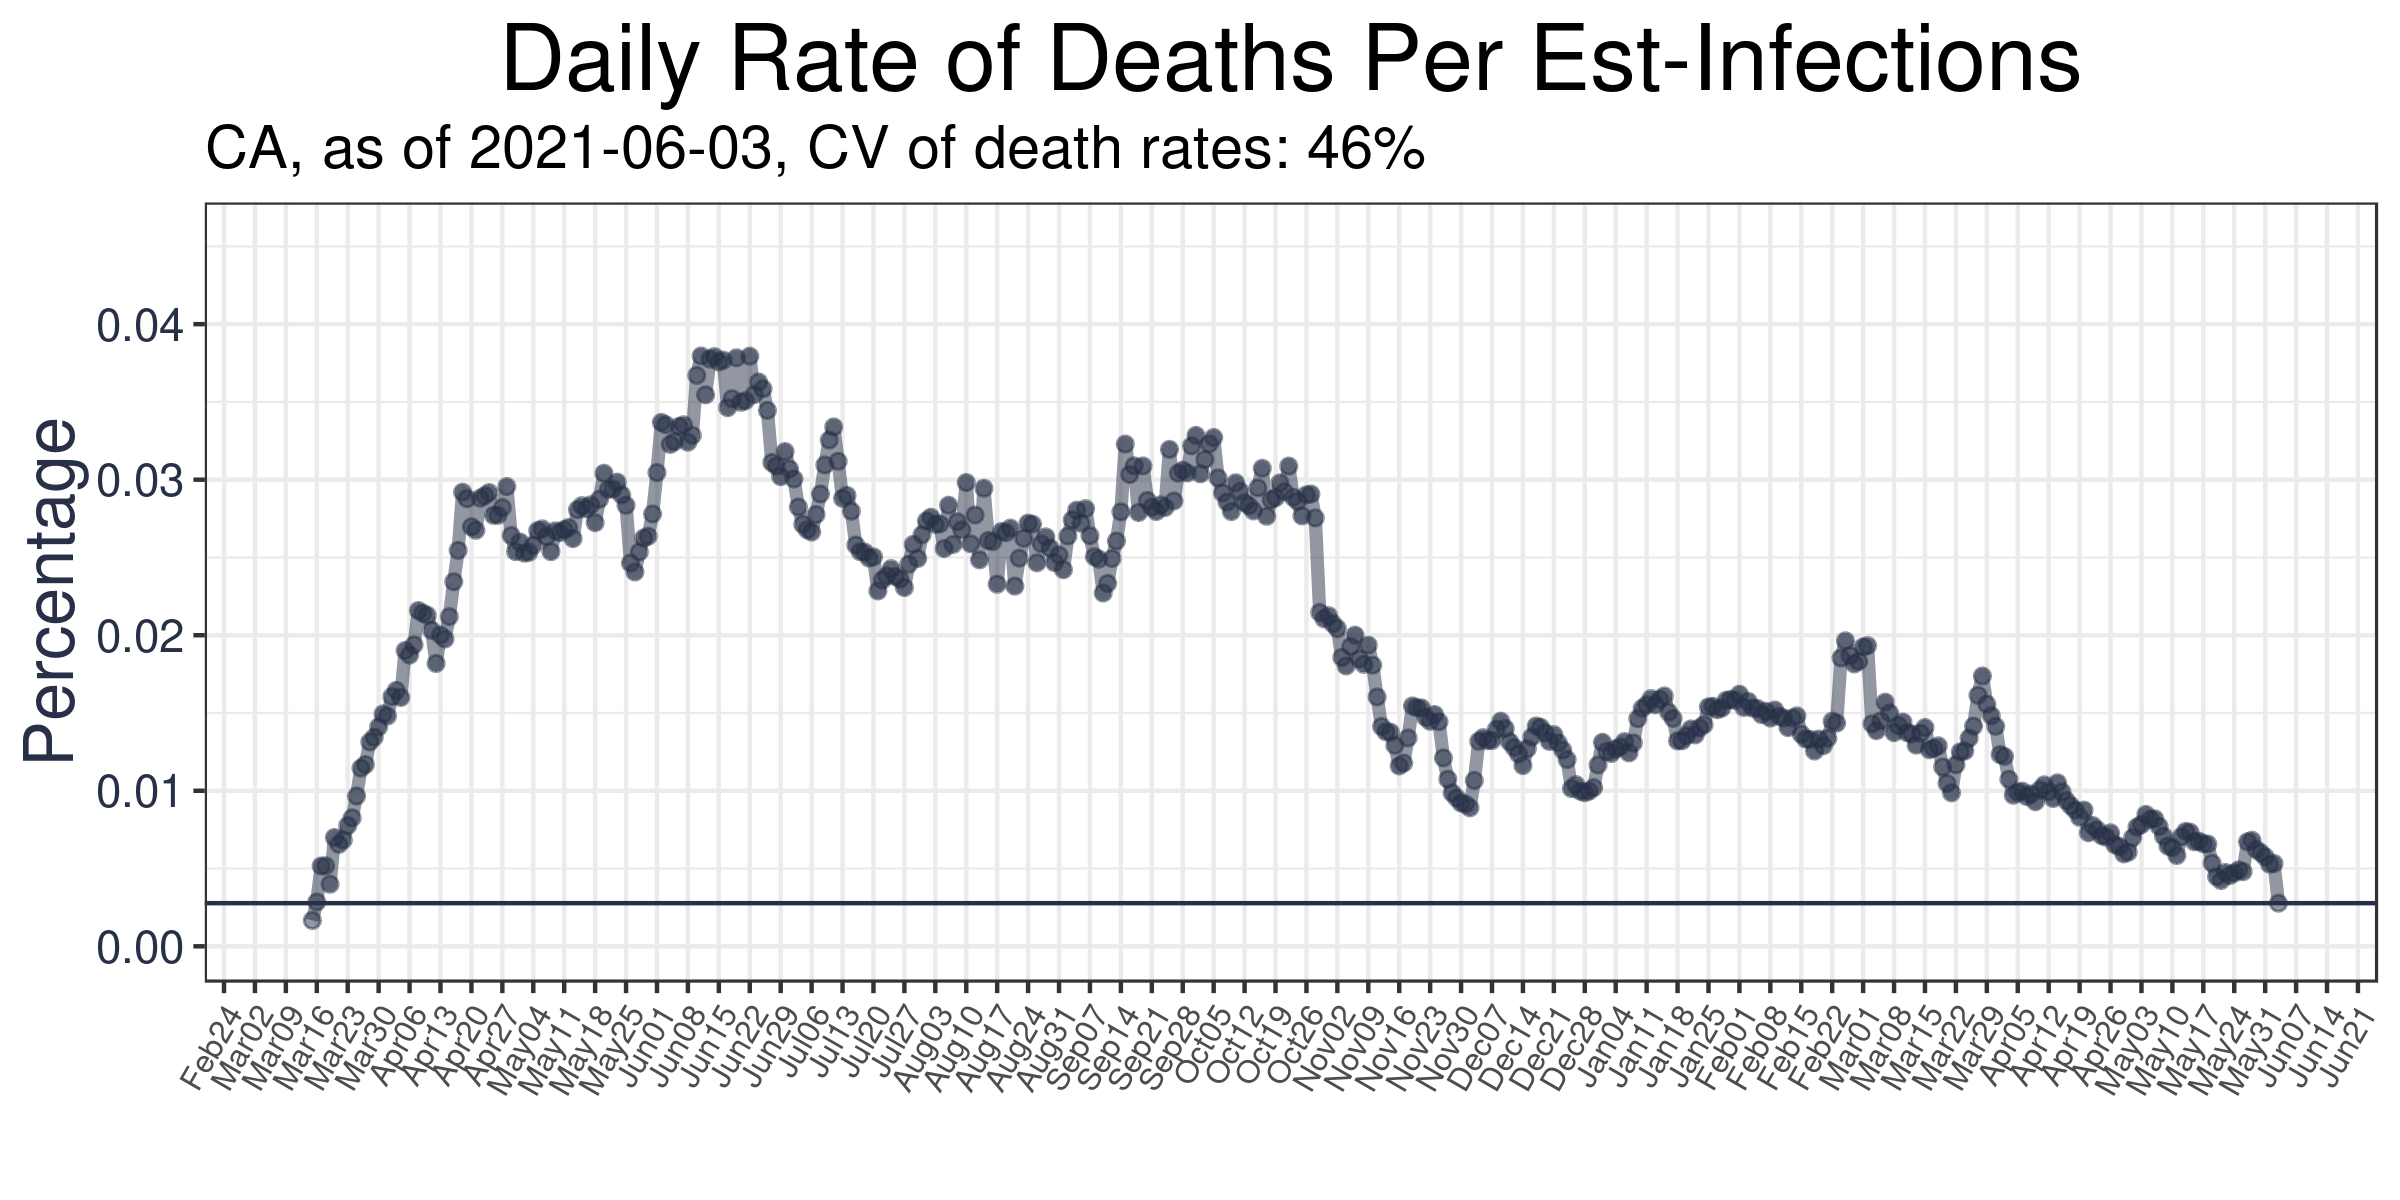 Daily Rate of Deaths Per Est-Infections
CA, as of 2021-06-03, CV of death rates: 46%
Percentage
0.04
0.03
0.02
0.01
0.00
Feb24
Mar02
Mar09
Mar16
Mar23
Mar30
Apr06
Apr13
Apr20
Apr27
May04
May11
May18
May25
Jun01
Jun08
Jun15
Jun22
Jun29
Jul06
Jul13
Jul20
Jul27
Aug03
Aug10
Aug17
Aug24
Aug31
Sep07
Sep14
Sep21
Sep28
Oct05
Oct12
Oct19
Oct26
Nov02
Nov09
Nov16
Nov23
Nov30
Dec07
Dec14
Dec21
Dec28
Jan04
Jan11
Jan18
Jan25
Feb01
Feb08
Feb15
Feb22
Mar01
Mar08
Mar15
Mar22
Mar29
Apr05
Apr12
Apr19
Apr26
May03
May10
May17
May24
May31
Jun07
Jun14
Jun21